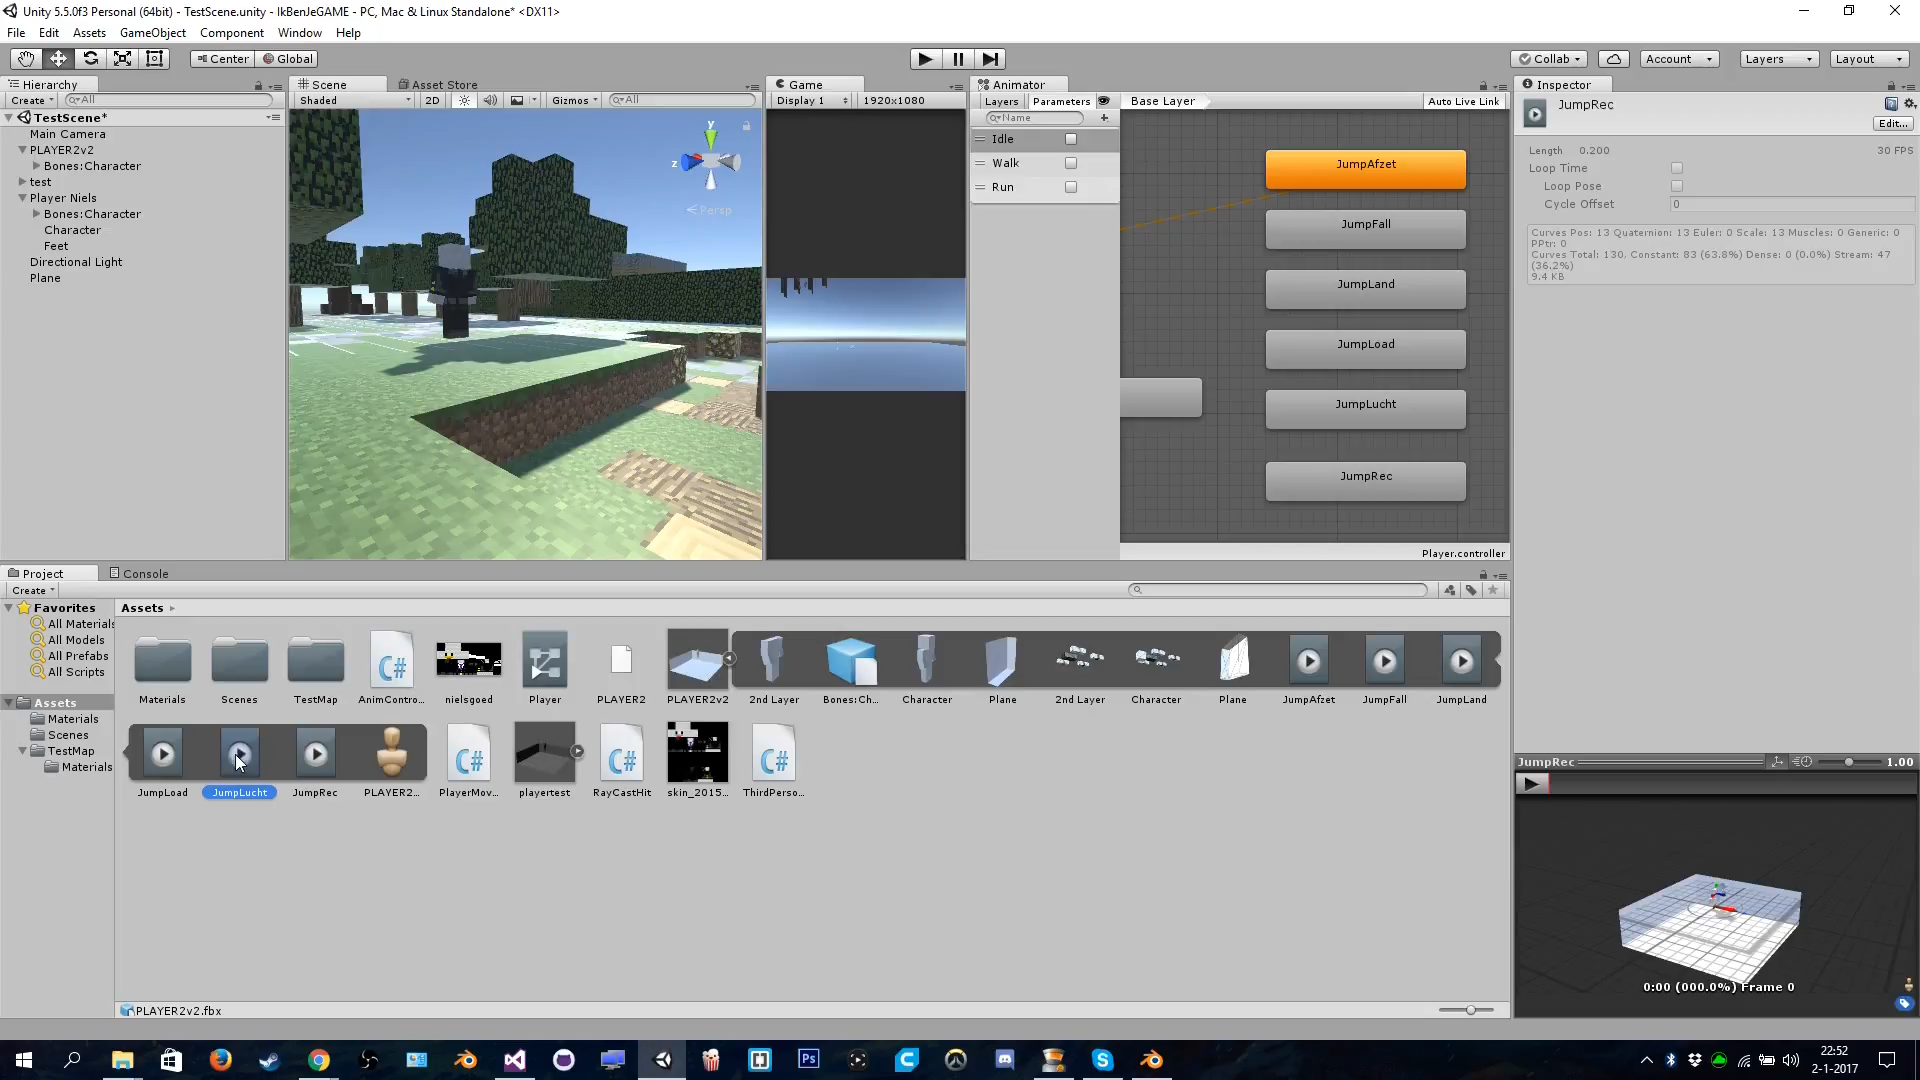 Unity 5.5.0f3 Personal (64bit) - TestScene.unity - IkBenJeGAME - PC, Mac & Linux Standalone* <DX11>
File Edit Assets GameObject Component Window Help
Center Global Collab Account Layers Layout
Hierarchy
Create All
TestScene*
Main Camera
PLAYER2v2
Bones:Character
test
Player Niels
Bones:Character
Character
Feet
Directional Light
Plane
Scene Asset Store
Shaded 2D Gizmos All
y
z
Persp
Game
Display 1 1920x1080
Animator
Layers Parameters Base Layer Auto Live Link
Name
Idle
Walk
Run
JumpAfzet
JumpFall
JumpLand
JumpLoad
JumpLucht
JumpRec
Player.controller
Inspector
JumpRec
Edit...
Length 0.200 30 FPS
Loop Time
Loop Pose
Cycle Offset 0
Curves Pos: 13 Quaternion: 13 Euler: 0 Scale: 13 Muscles: 0 Generic: 0
PPtr: 0
Curves Total: 130, Constant: 83 (63.8%) Dense: 0 (0.0%) Stream: 47
(36.2%)
9.4 KB
Project Console
Create
Favorites
All Materials
All Models
All Prefabs
All Scripts
Assets
Materials
Scenes
TestMap
Materials
Assets
Materials Scenes TestMap AnimContro... nielsgoed Player PLAYER2 PLAYER2v2 2nd Layer Bones:Ch... Character Plane 2nd Layer Character Plane JumpAfzet JumpFall JumpLand
JumpLoad JumpLucht JumpRec PLAYER2... PlayerMov... playertest RayCastHit skin_2015... ThirdPerso...
PLAYER2v2.fbx
JumpRec 1.00
0:00 (000.0%) Frame 0
22:52
2-1-2017